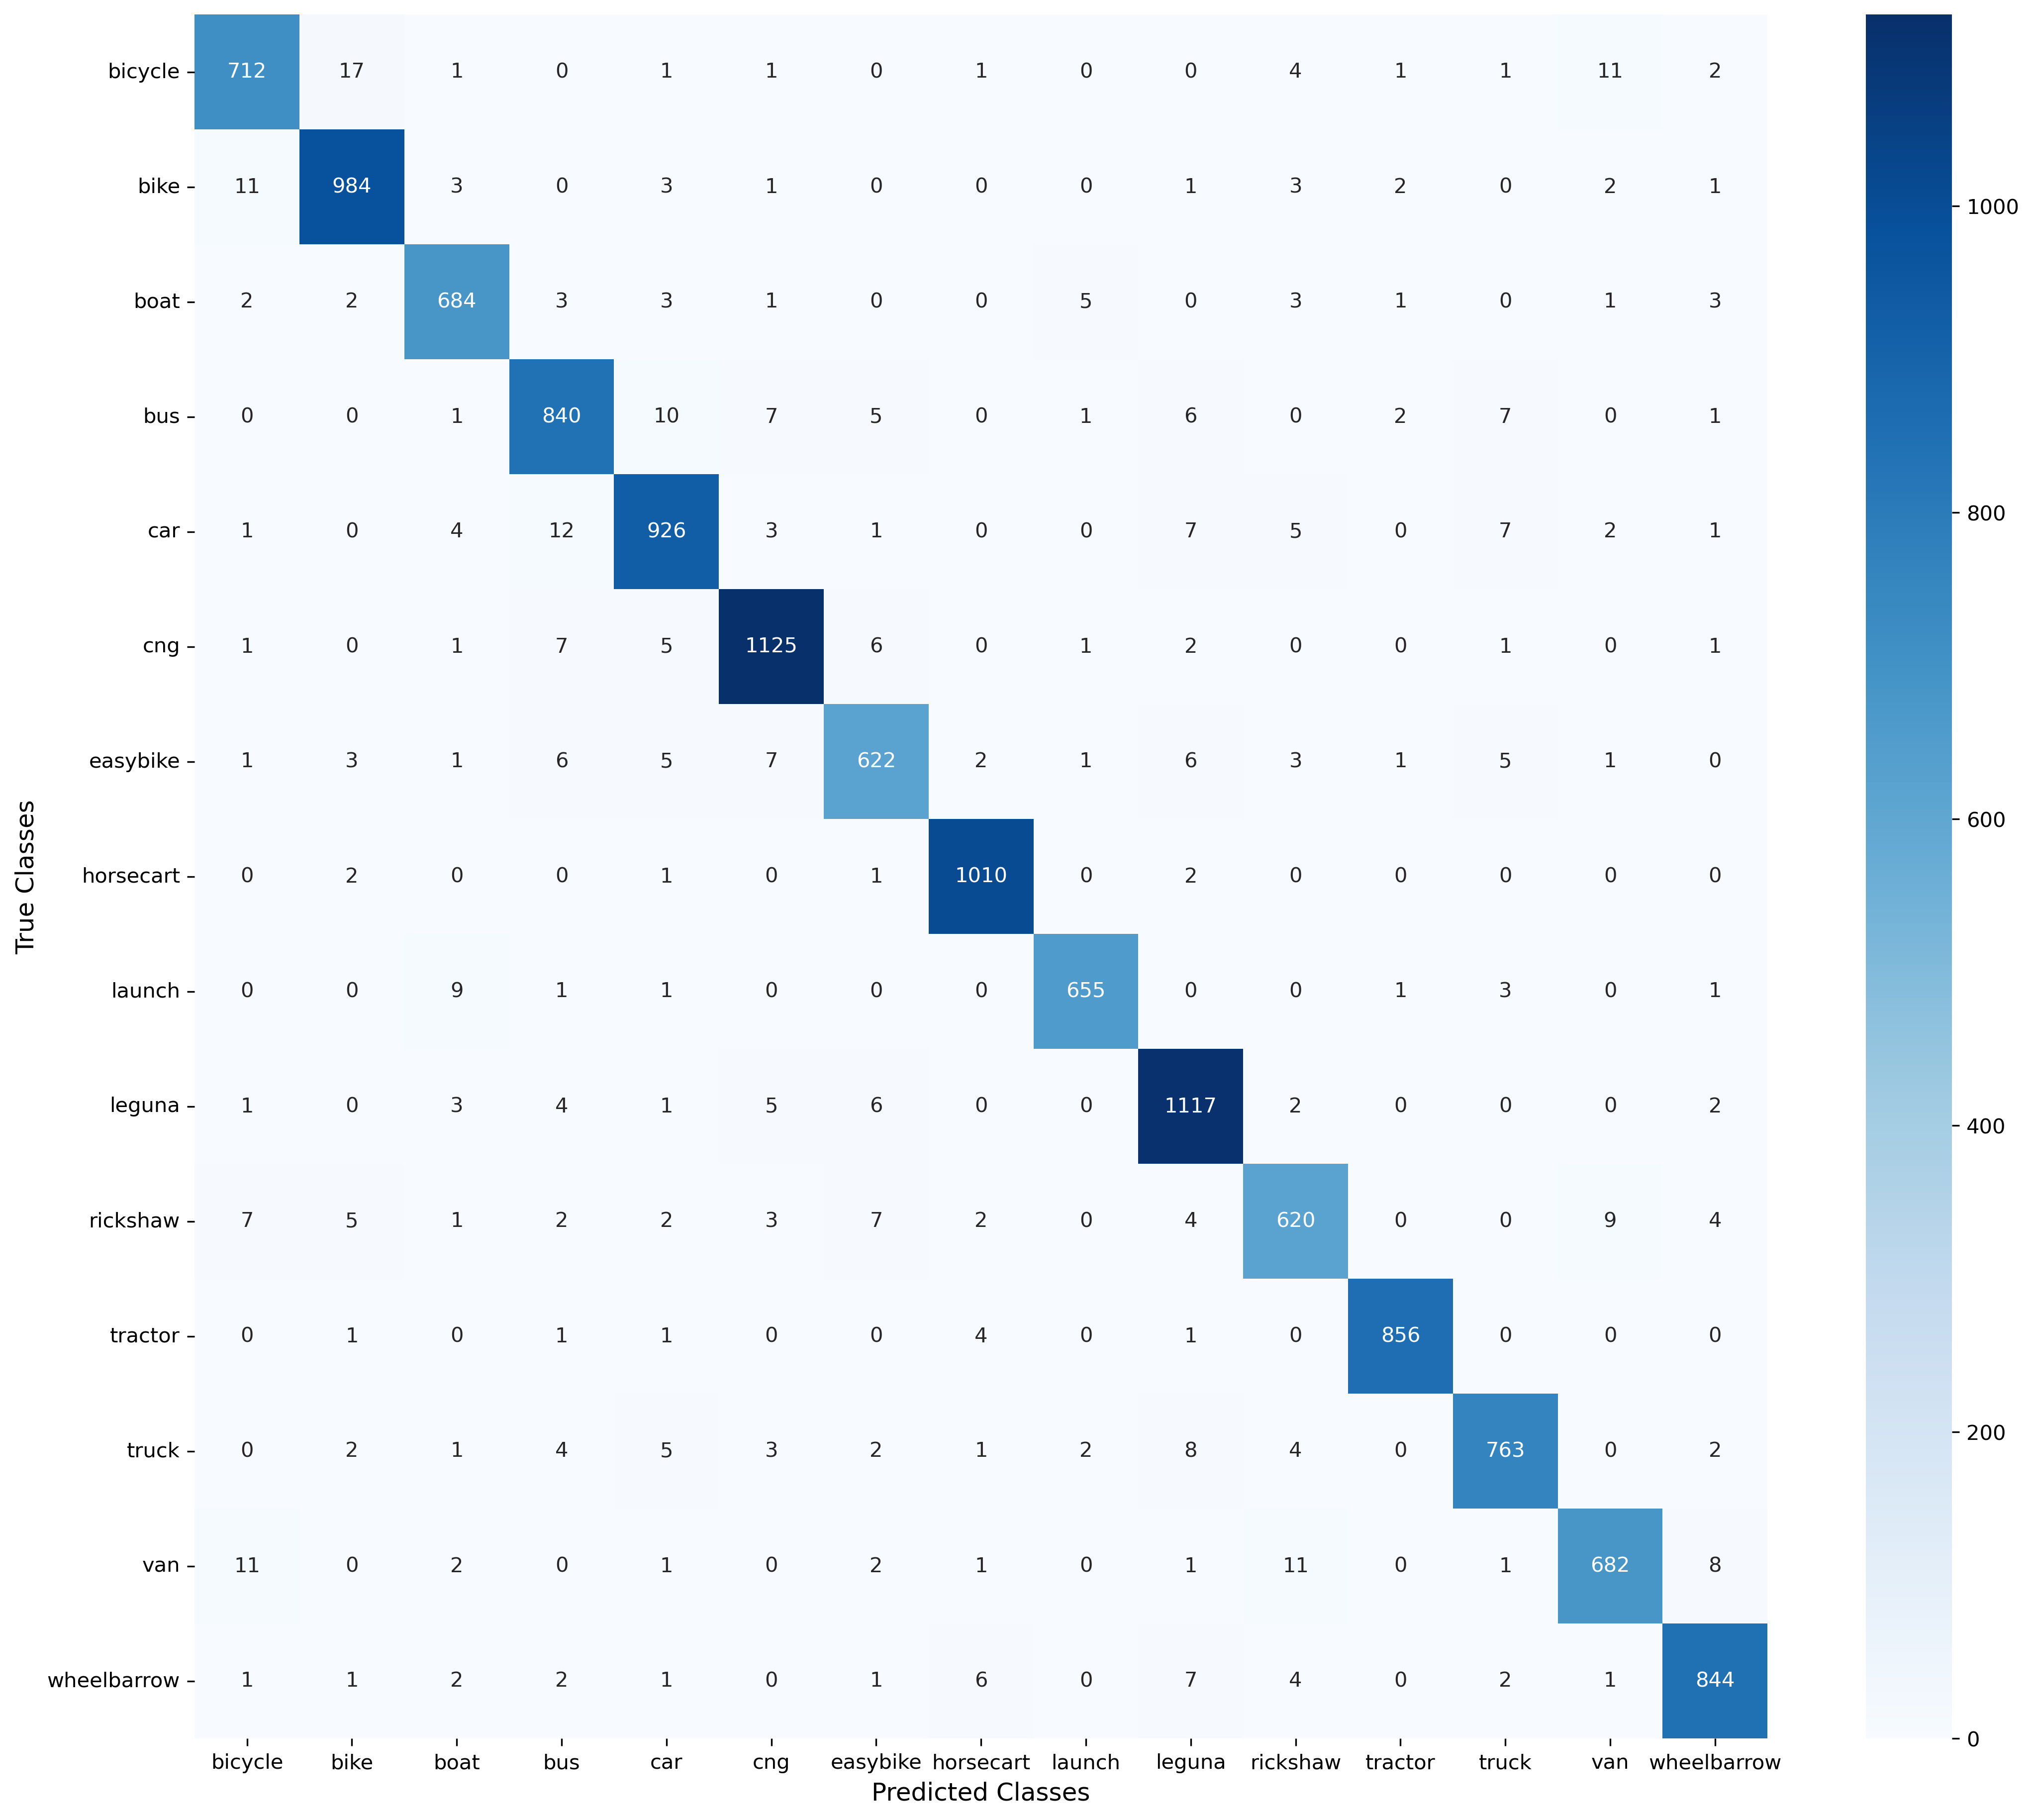 bicycle 712 17 1 0 1 1 0 1 0 0 4 1 1 11 2
bike 11 984 3 0 3 1 0 0 0 1 3 2 0 2 1
1000
boat 2 2 684 3 3 1 0 0 5 0 3 1 0 1 3
bus 0 0 1 840 10 7 5 0 1 6 0 2 7 0 1
800
car 1 0 4 12 926 3 1 0 0 7 5 0 7 2 1
cng 1 0 1 7 5 1125 6 0 1 2 0 0 1 0 1
easybike 1 3 1 6 5 7 622 2 1 6 3 1 5 1 0
600
True Classes
horsecart 0 2 0 0 1 0 1 1010 0 2 0 0 0 0 0
launch 0 0 9 1 1 0 0 0 655 0 0 1 3 0 1
leguna 1 0 3 4 1 5 6 0 0 1117 2 0 0 0 2
400
rickshaw 7 5 1 2 2 3 7 2 0 4 620 0 0 9 4
tractor 0 1 0 1 1 0 0 4 0 1 0 856 0 0 0
truck 0 2 1 4 5 3 2 1 2 8 4 0 763 0 2
200
van 11 0 2 0 1 0 2 1 0 1 11 0 1 682 8
wheelbarrow 1 1 2 2 1 0 1 6 0 7 4 0 2 1 844
0
bicycle bike boat bus car cng easybike horsecart launch leguna rickshaw tractor truck van wheelbarrow
Predicted Classes